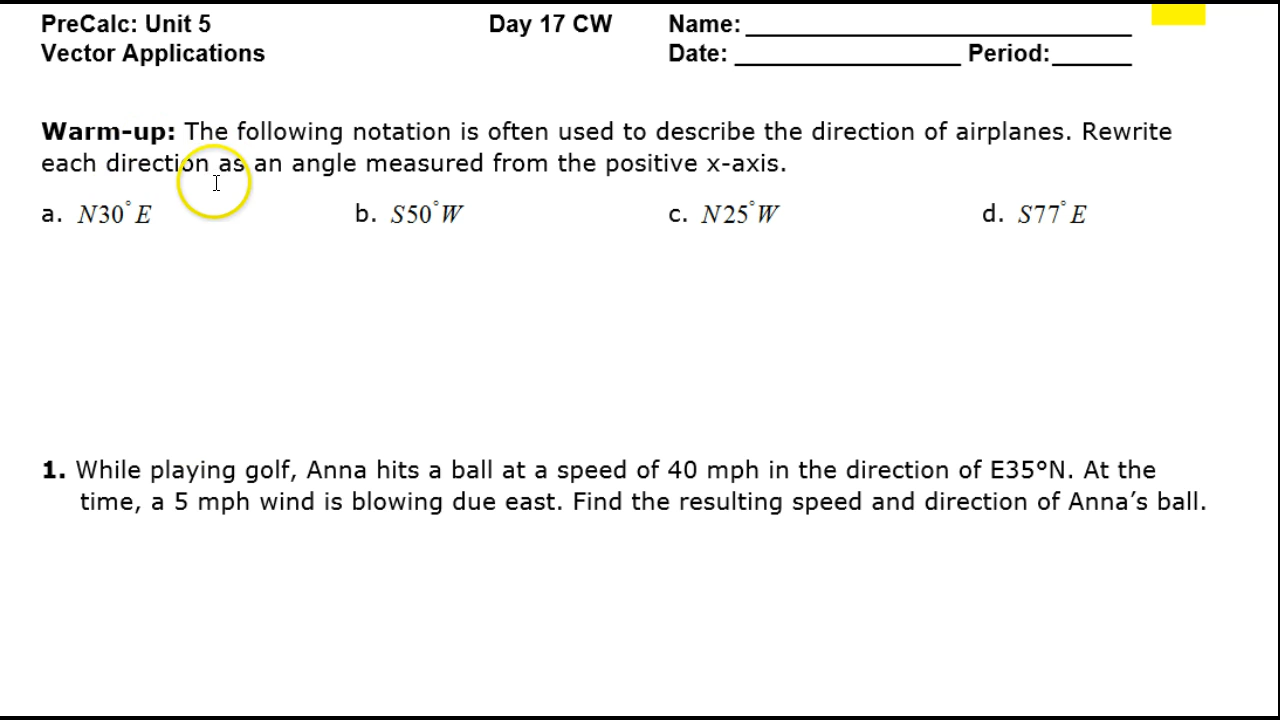 PreCalc: Unit 5 Day 17 CW Name:
Vector Applications Date: Period:
Warm-up: The following notation is often used to describe the direction of airplanes. Rewrite
each direction as an angle measured from the positive x-axis.
a. N30°E b. S50°W c. N25°W d. S77°E
1. While playing golf, Anna hits a ball at a speed of 40 mph in the direction of E35°N. At the
time, a 5 mph wind is blowing due east. Find the resulting speed and direction of Anna’s ball.